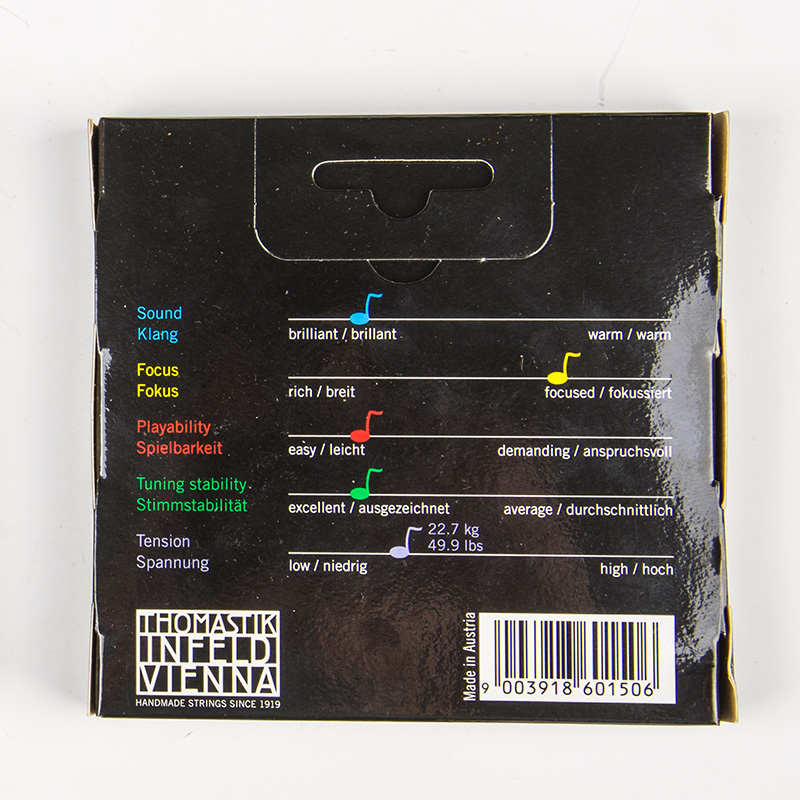 Sound
Klang
brilliant / brillant
warm / warm
Focus
Fokus
rich / breit
focused / fokussiert
Playability
Spielbarkeit
easy / leicht
demanding / anspruchsvoll
Tuning stability
Stimmstabilität
excellent / ausgezeichnet
average / durchschnittlich
Tension
Spannung
22.7 kg
49.9 lbs
low / niedrig
high / hoch
THOMASTIK
INFELD
VIENNA
HANDMADE STRINGS SINCE 1919
Made in Austria
9 003918 601506